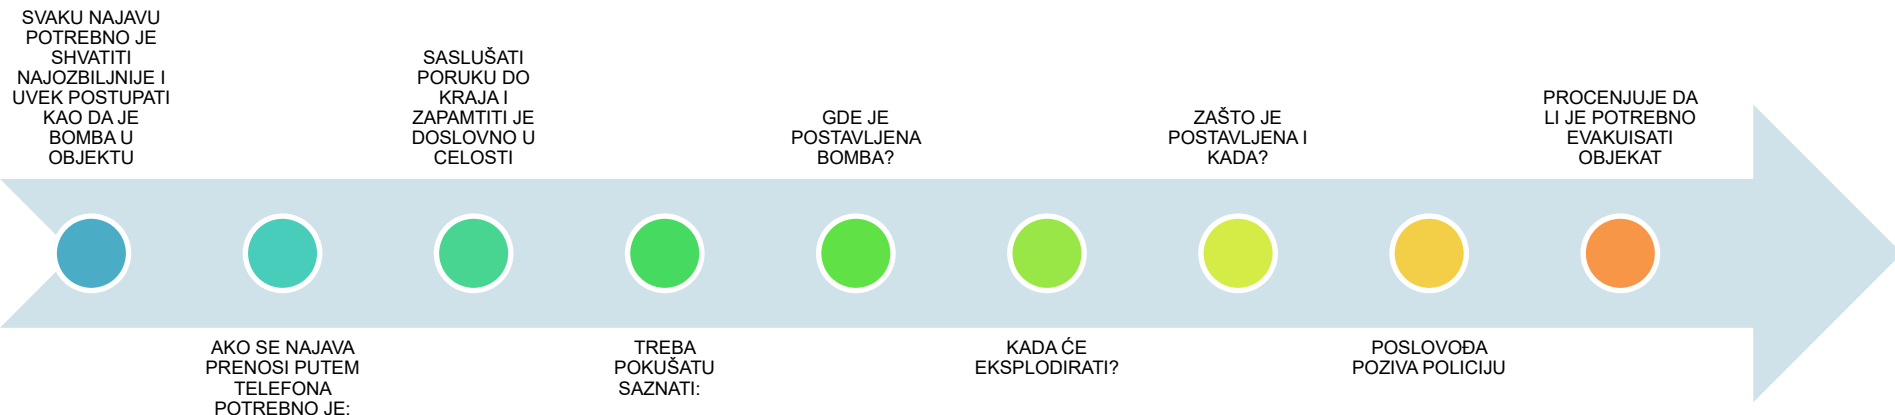 SVAKU NAJAVU
POTREBNO JE
SHVATITI
NAJOZBILJNIJE I
UVEK POSTUPATI
KAO DA JE
BOMBA U
OBJEKTU
AKO SE NAJAVA
PRENOSI PUTEM
TELEFONA
POTREBNO JE:
SASLUŠATI
PORUKU DO
KRAJA I
ZAPAMTITI JE
DOSLOVNO U
CELOSTI
TREBA
POKUŠATU
SAZNATI:
GDE JE
POSTAVLJENA
BOMBA?
KADA ĆE
EKSPLODIRATI?
ZAŠTO JE
POSTAVLJENA I
KADA?
POSLOVOĐA
POZIVA POLICIJU
PROCENJUJE DA
LI JE POTREBNO
EVAKUISATI
OBJEKAT